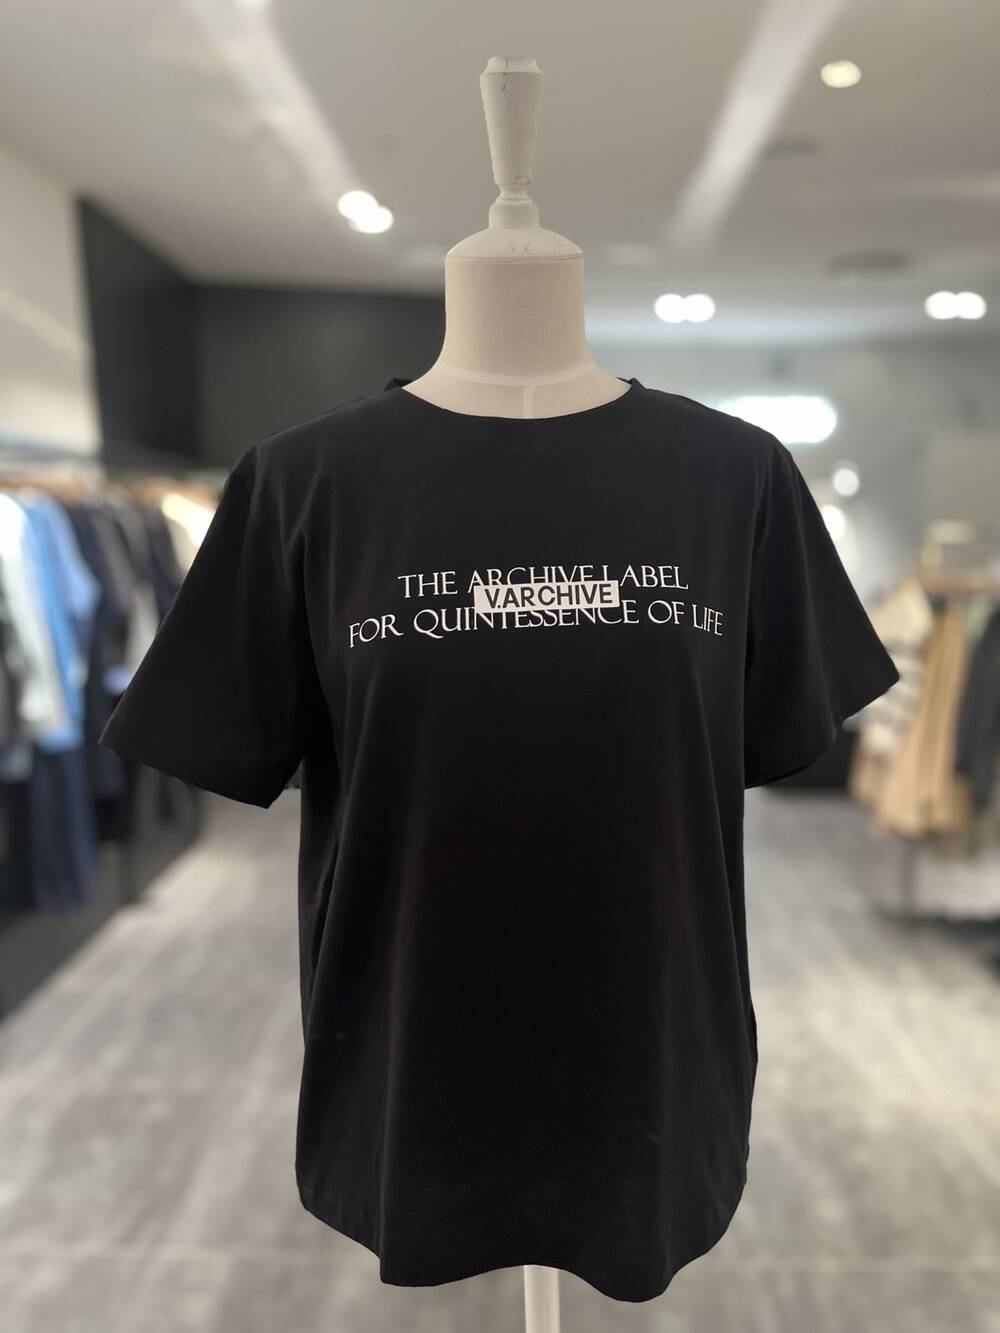 THE ARCHIVE LABEL
V.ARCHIVE
FOR QUINTESSENCE OF LIFE